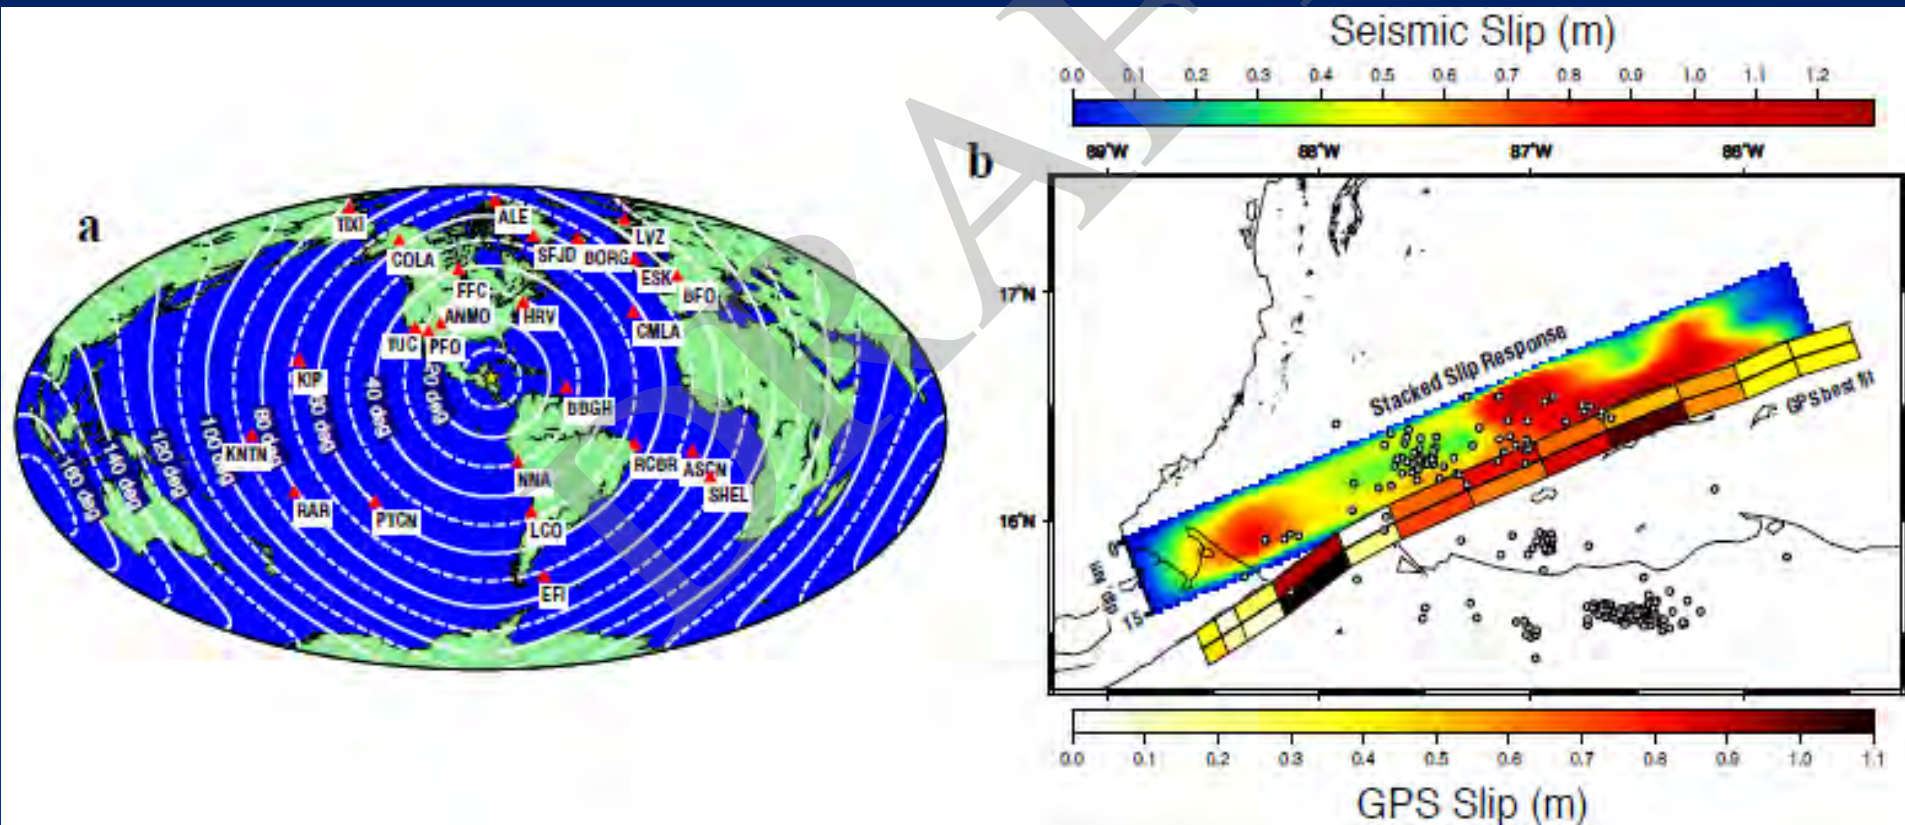 DRAFT
a
TIXI
ALE
LVZ
COLA
SFJD
BORG
ESK
BFO
FFC
ANMO
HRV
CMLA
TUC
PFO
KIP
BBGH
20 deg
40 deg
60 deg
80 deg
100 deg
120 deg
140 deg
160 deg
KNTN
RAR
PTCN
NNA
RCBR
ASCN
SHEL
LCO
EFI
Seismic Slip (m)
0.0 0.1 0.2 0.3 0.4 0.5 0.6 0.7 0.8 0.9 1.0 1.1 1.2
b
89°W 88°W 87°W 86°W
17°N
16°N
Stacked Slip Response
GPS best fit
15
0.0 0.1 0.2 0.3 0.4 0.5 0.6 0.7 0.8 0.9 1.0 1.1
GPS Slip (m)